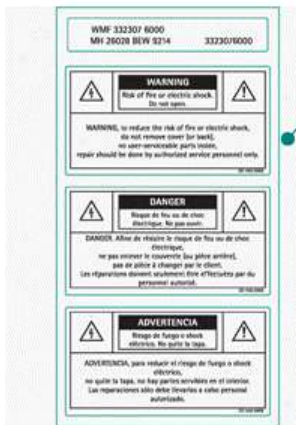 WMF 332307 6000
MH 26028 BEW 9214 332307/6000
WARNING
Risk of fire or electric shock.
Do not open.
WARNING, to reduce the risk of fire or electric shock,
do not remove cover (or back),
no user-serviceable parts inside,
repair should be done by authorized service personnel only.
DANGER
Risque de feu ou de choc
électrique. Ne pas ouvrir.
DANGER. Afine de réduire le risque de feu ou de choc
électrique,
ne pas enlever le couvercle (ou pièce arrière),
pas de pièce à changer par le client.
Les réparations doivent seulement être effectuées par du
personnel autorisé.
ADVERTENCIA
Riesgo de fuego o shock
eléctrico. No quite la tapa.
ADVERTENCIA, para reducir el riesgo de fuego o shock
eléctrico,
no quite la tapa, no hay partes servibles en el interior.
Las reparaciones sólo debe llevarlas a cabo personal
autorizado.